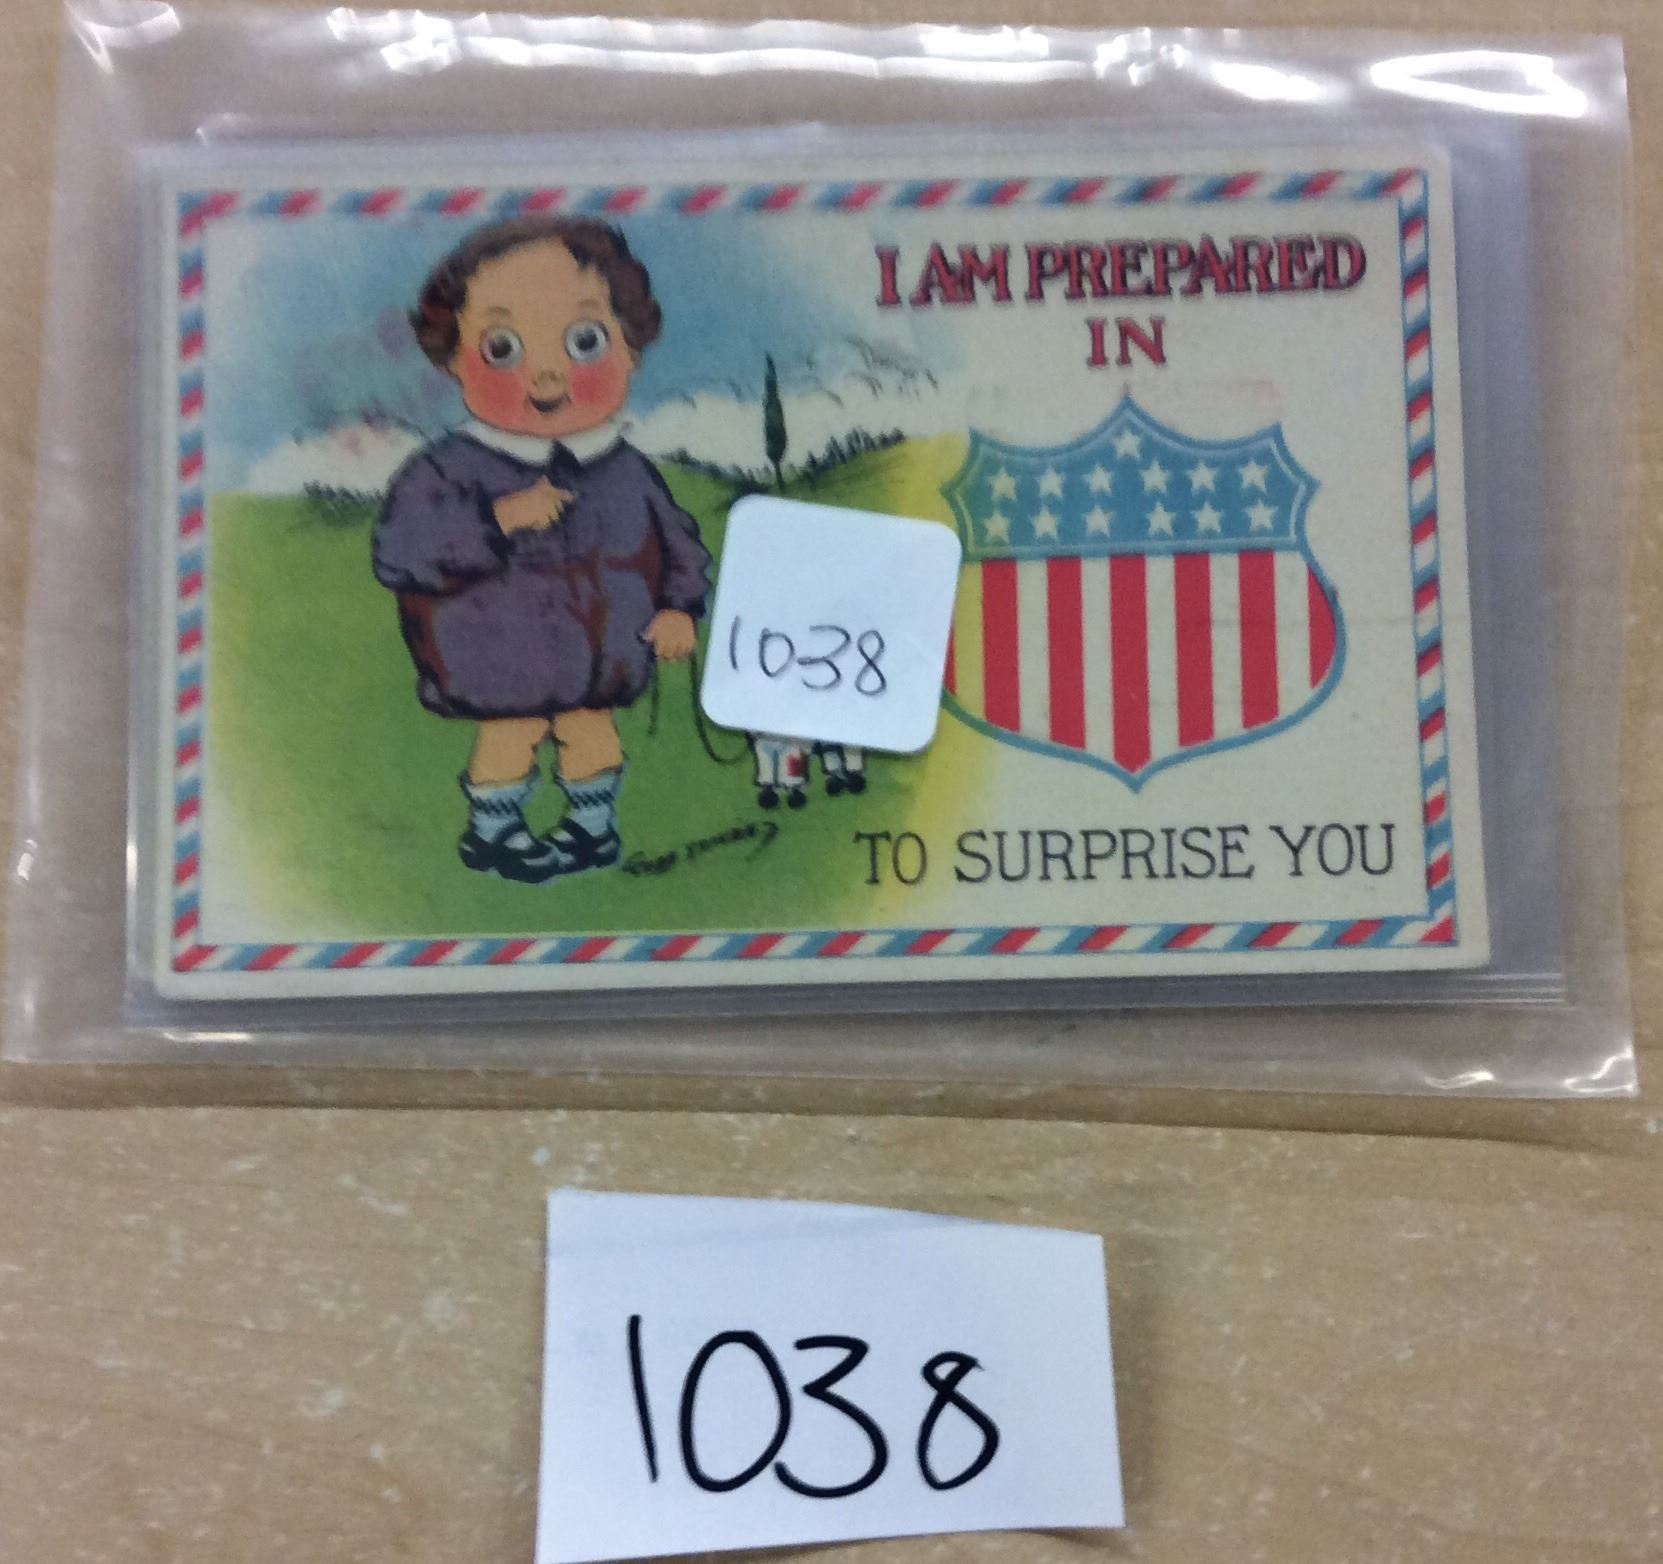 I AM PREPARED
IN
1038
TO SURPRISE YOU
1038